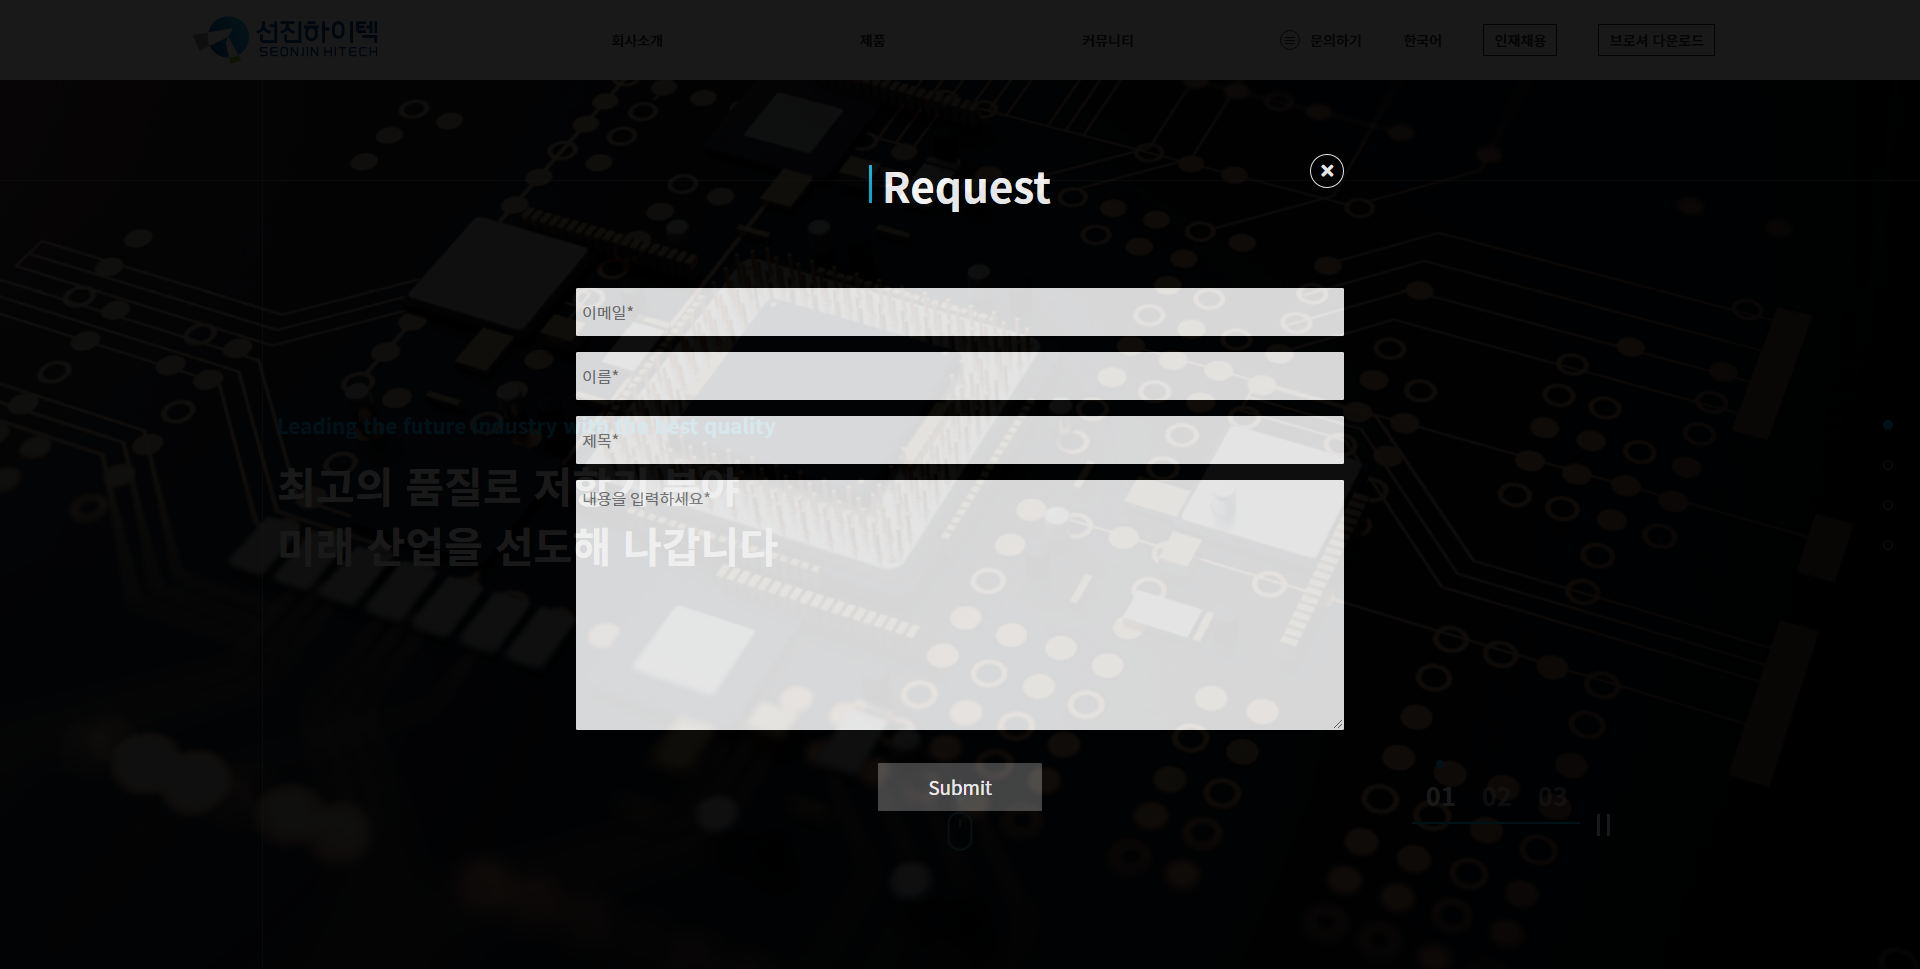 선진하이텍
SEONJIN HITECH
회사소개
제품
커뮤니티
문의하기
한국어
인재채용
브로셔 다운로드
Request
이메일*
이름*
Leading the future industry with the best quality
제목*
최고의 품질로 저항기 분야
내용을 입력하세요*
미래 산업을 선도해 나갑니다
Submit
01 02 03